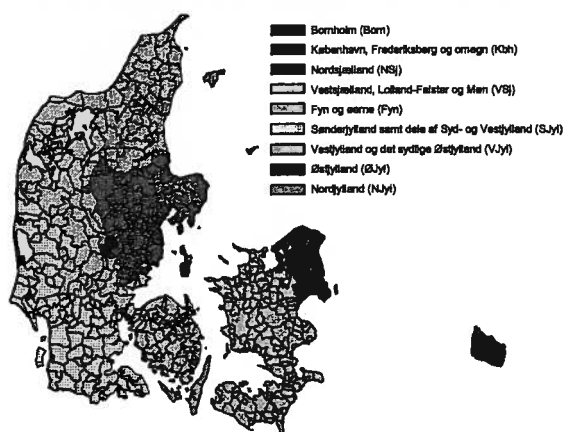 Bornholm (Born)
København, Frederiksberg og omegn (Kbh)
Nordsjælland (NSj)
Vestsjælland, Lolland-Falster og Møn (VSj)
Fyn og øerne (Fyn)
Sønderjylland samt dele af Syd- og Vestjylland (SJyl)
Vestjylland og det sydlige Østjylland (VJyl)
Østjylland (ØJyl)
Nordjylland (NJyl)